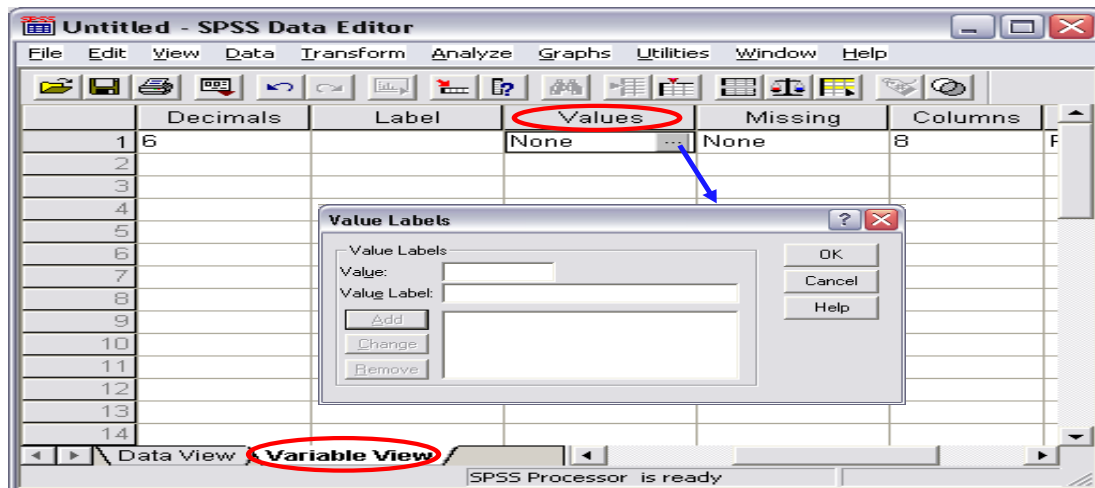 Untitled - SPSS Data Editor
File Edit View Data Transform Analyze Graphs Utilities Window Help
Decimals Label Values Missing Columns
1 6 None ... None 8
2
3
4
5
6
7
8
9
10
11
12
13
14
Value Labels
Value Labels
Value:
Value Label:
Add
Change
Remove
OK
Cancel
Help
Data View Variable View
SPSS Processor is ready